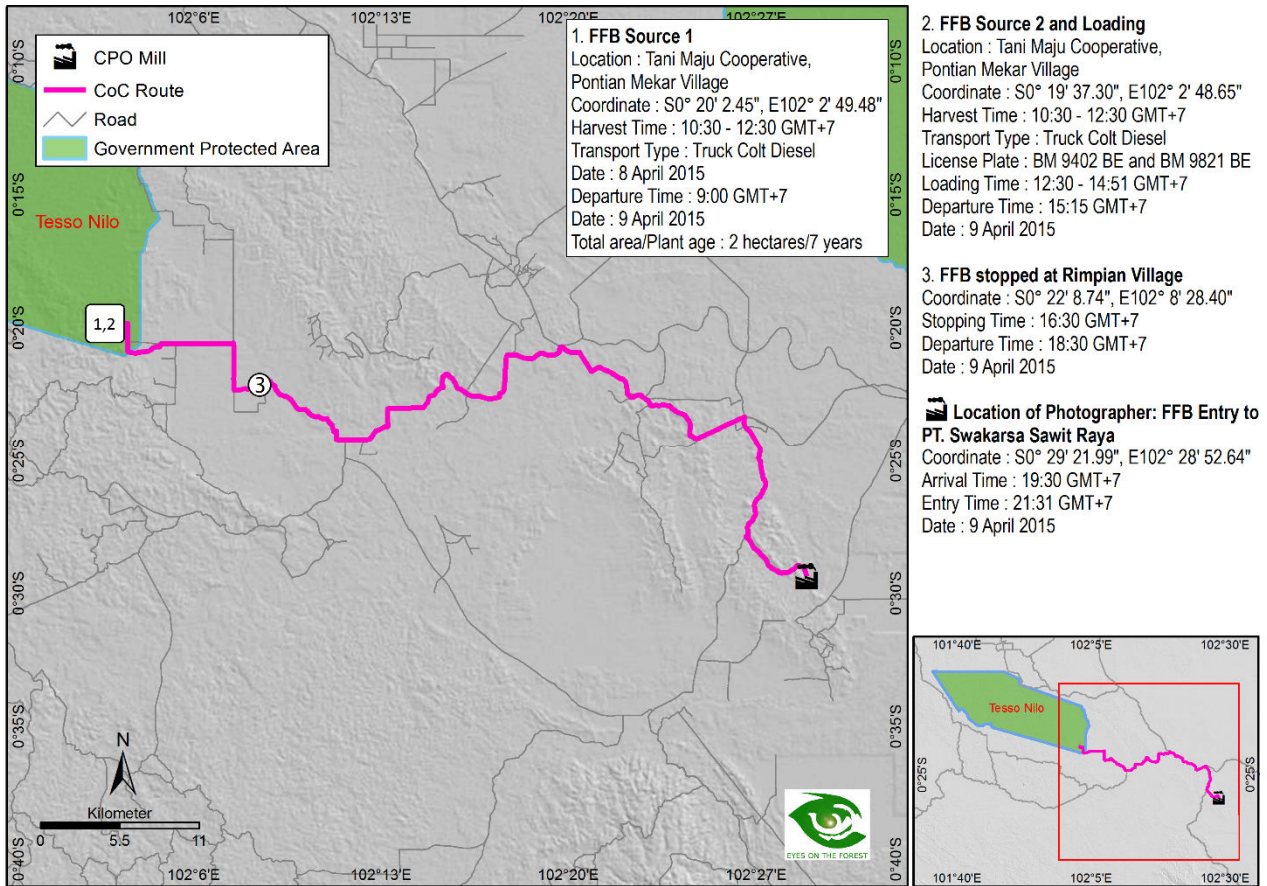 102°6'E
102°13'E
102°20'E
102°27'E
0°10'S
0°15'S
0°20'S
0°25'S
0°30'S
0°35'S
0°40'S
0°10'S
0°15'S
0°20'S
0°25'S
0°30'S
0°35'S
0°40'S
102°6'E
102°13'E
102°20'E
102°27'E
CPO Mill
CoC Route
Road
Government Protected Area
Tesso Nilo
1,2
3
N
Kilometer
0 5.5 11
EYES ON THE FOREST
1. FFB Source 1
Location : Tani Maju Cooperative,
Pontian Mekar Village
Coordinate : S0° 20' 2.45", E102° 2' 49.48"
Harvest Time : 10:30 - 12:30 GMT+7
Transport Type : Truck Colt Diesel
Date : 8 April 2015
Departure Time : 9:00 GMT+7
Date : 9 April 2015
Total area/Plant age : 2 hectares/7 years
2. FFB Source 2 and Loading
Location : Tani Maju Cooperative,
Pontian Mekar Village
Coordinate : S0° 19' 37.30", E102° 2' 48.65"
Harvest Time : 10:30 - 12:30 GMT+7
Transport Type : Truck Colt Diesel
License Plate : BM 9402 BE and BM 9821 BE
Loading Time : 12:30 - 14:51 GMT+7
Departure Time : 15:15 GMT+7
Date : 9 April 2015
3. FFB stopped at Rimpian Village
Coordinate : S0° 22' 8.74", E102° 8' 28.40"
Stopping Time : 16:30 GMT+7
Departure Time : 18:30 GMT+7
Date : 9 April 2015
Location of Photographer: FFB Entry to
PT. Swakarsa Sawit Raya
Coordinate : S0° 29' 21.99", E102° 28' 52.64"
Arrival Time : 19:30 GMT+7
Entry Time : 21:31 GMT+7
Date : 9 April 2015
101°40'E
102°5'E
102°30'E
Tesso Nilo
0°25'S
0°25'S
101°40'E
102°5'E
102°30'E